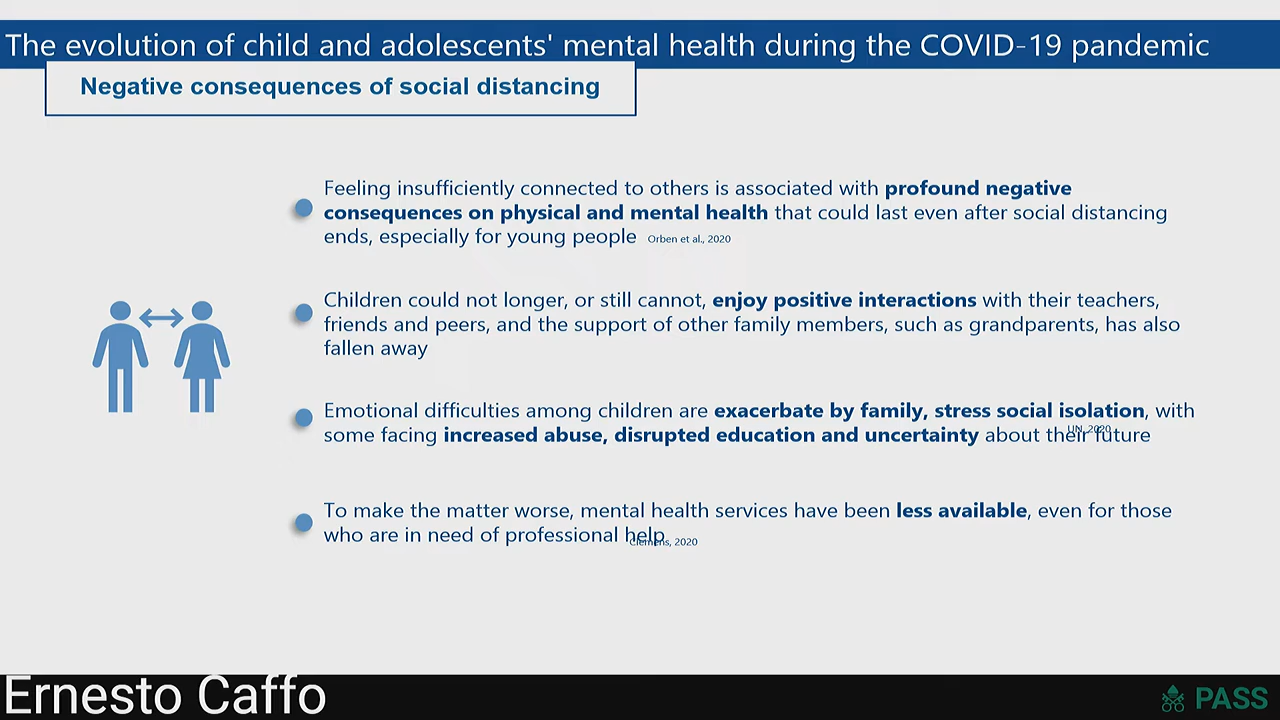 The evolution of child and adolescents' mental health during the COVID-19 pandemic
Negative consequences of social distancing
Feeling insufficiently connected to others is associated with profound negative
consequences on physical and mental health that could last even after social distancing
ends, especially for young people Orben et al., 2020
Children could not longer, or still cannot, enjoy positive interactions with their teachers,
friends and peers, and the support of other family members, such as grandparents, has also
fallen away
Emotional difficulties among children are exacerbate by family, stress social isolation, with
some facing increased abuse, disrupted education and uncertainty about their future
UN, 2020
To make the matter worse, mental health services have been less available, even for those
who are in need of professional help
Clemens, 2020
Ernesto Caffo
PASS